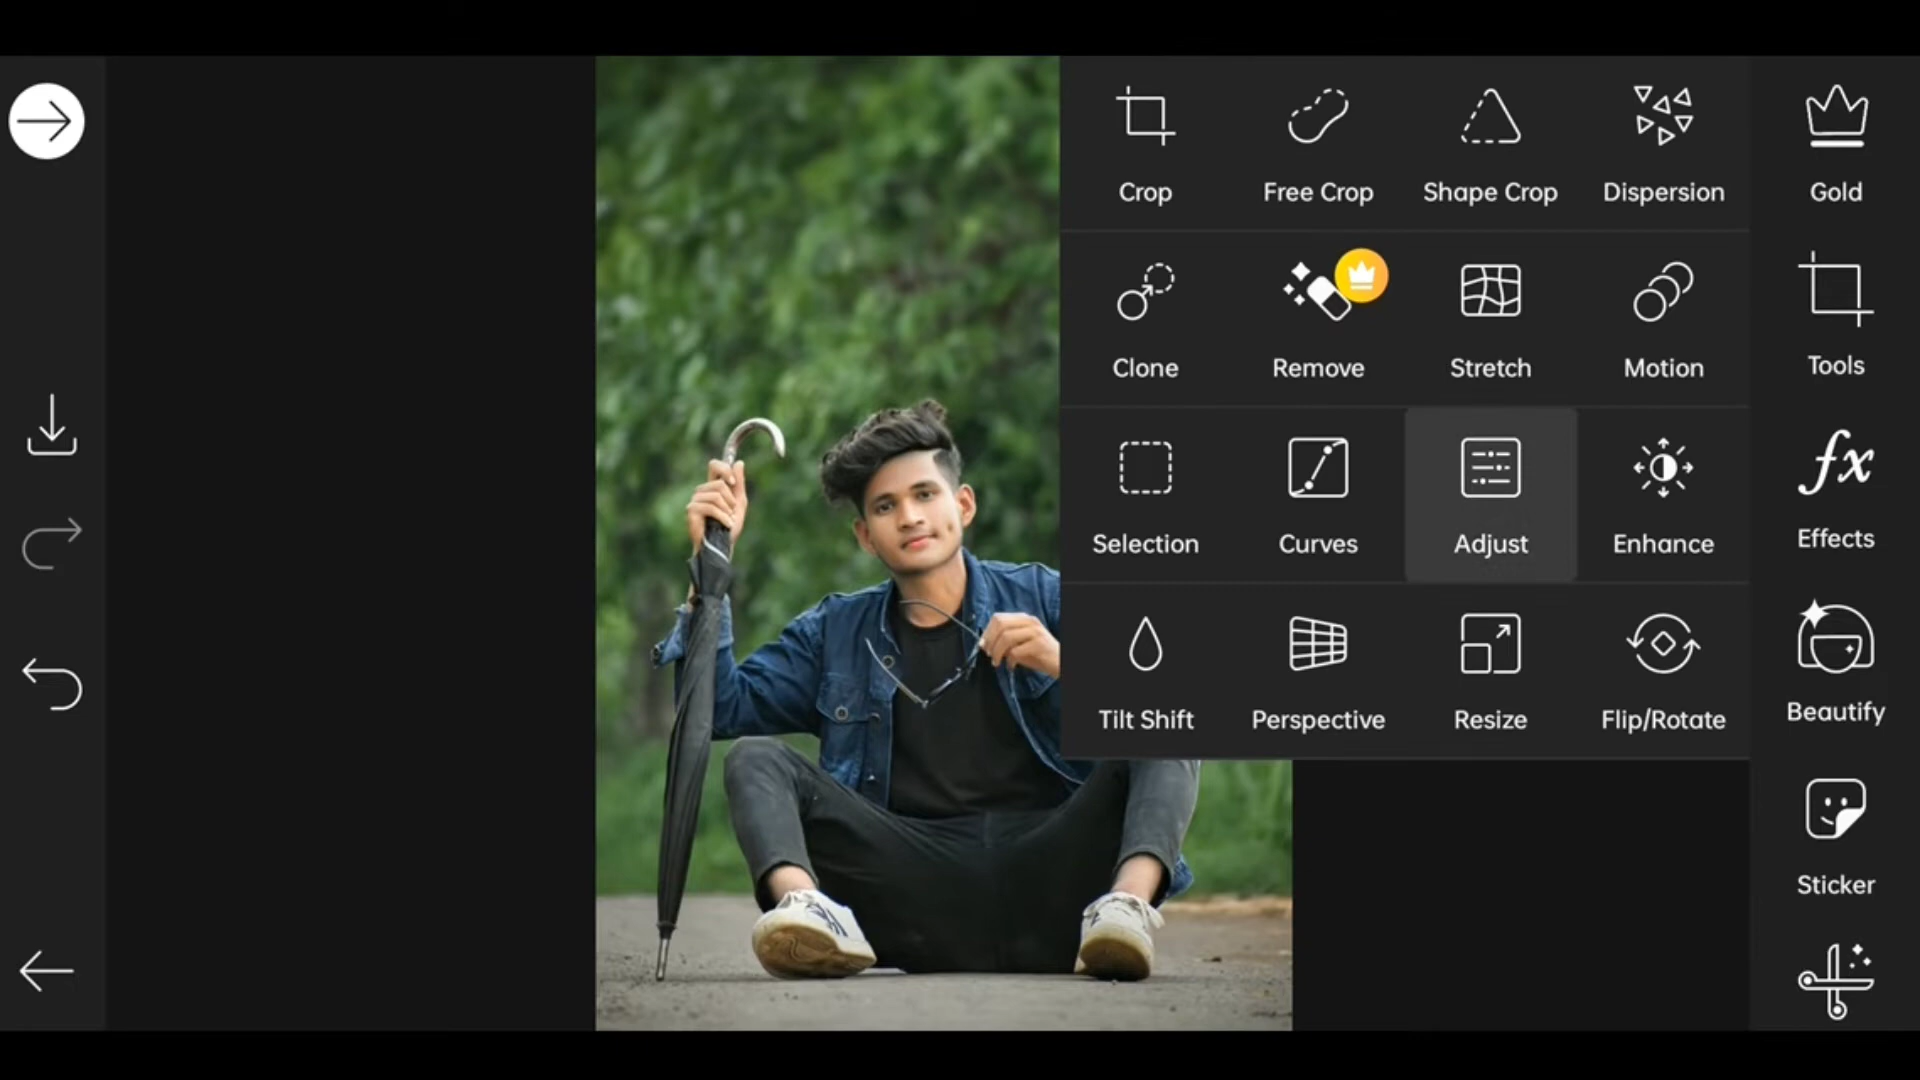 Crop Free Crop Shape Crop Dispersion
Clone Remove Stretch Motion
Selection Curves Adjust Enhance
Tilt Shift Perspective Resize Flip/Rotate
Gold
Tools
fx
Effects
Beautify
Sticker